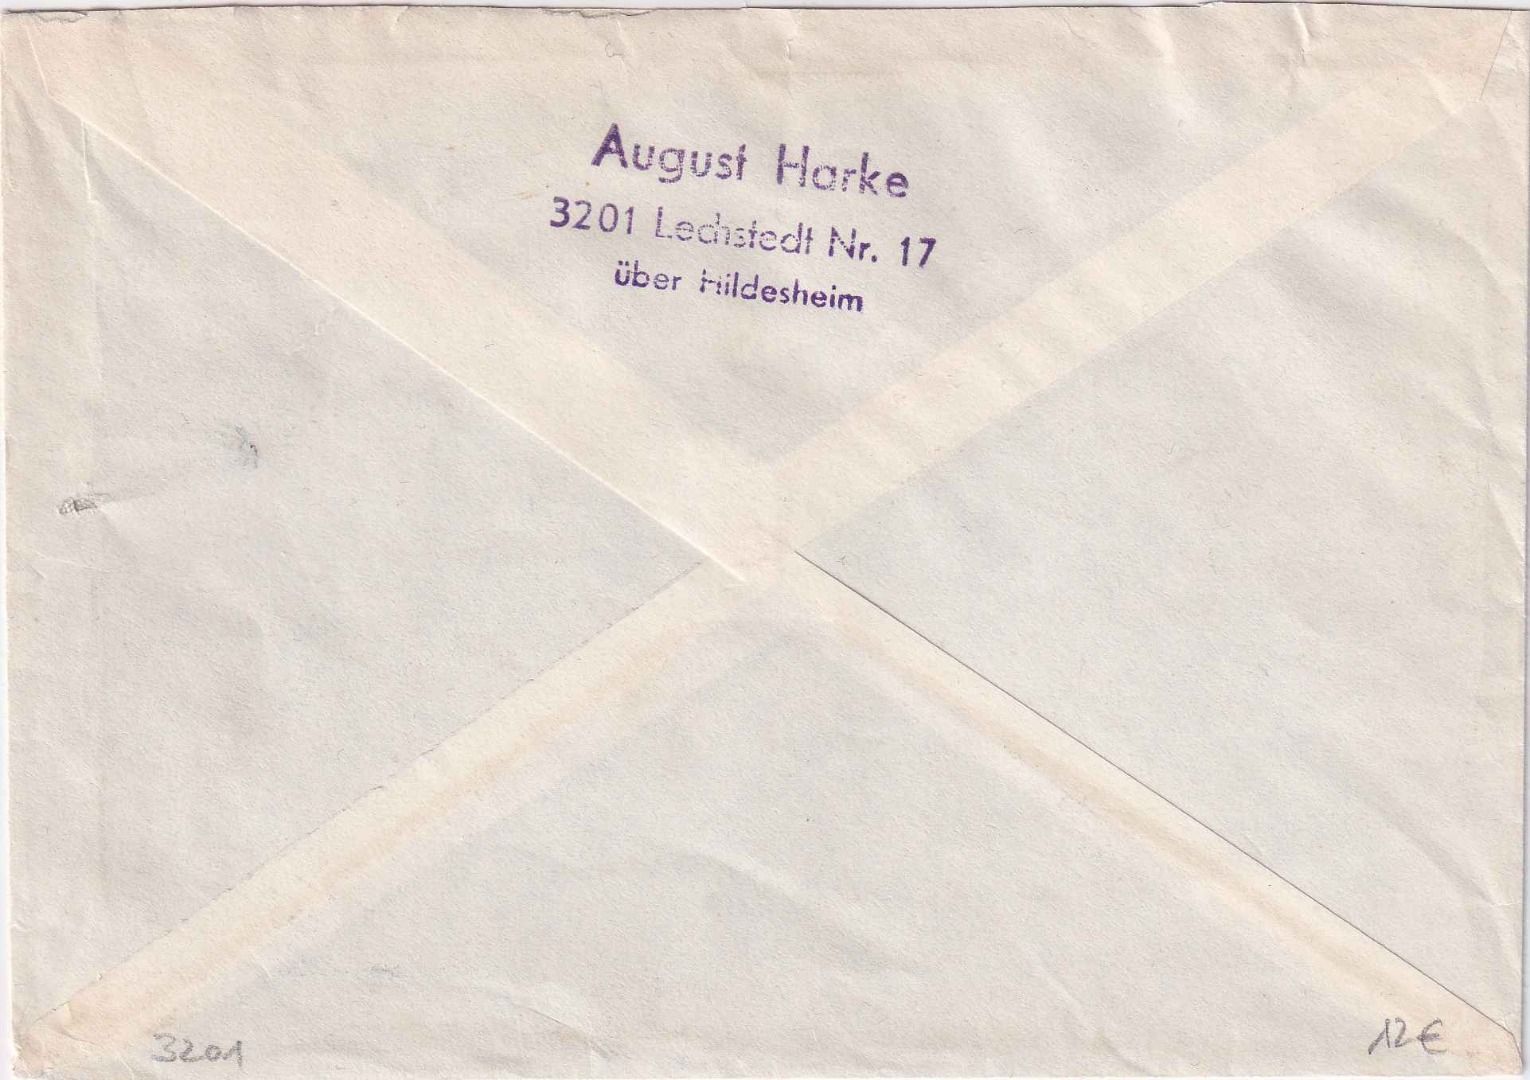 August Harke
3201 Lechstedt Nr. 17
über Hildesheim
3201
12€